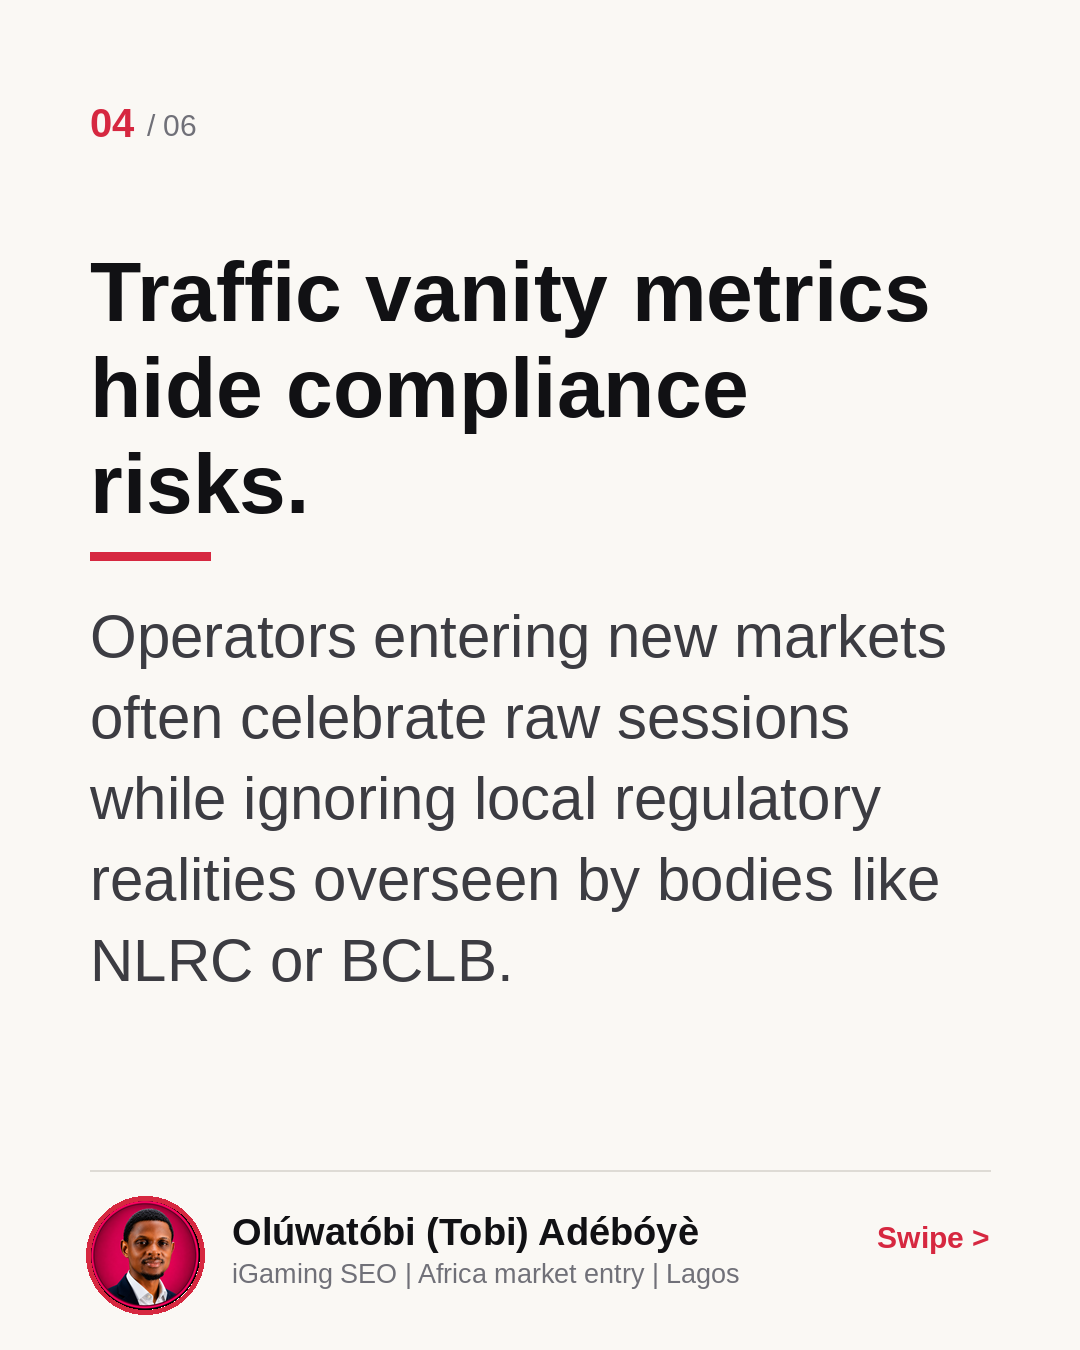 04 / 06
Traffic vanity metrics
hide compliance
risks.
Operators entering new markets
often celebrate raw sessions
while ignoring local regulatory
realities overseen by bodies like
NLRC or BCLB.
Olúwatóbi (Tobi) Adébóyè
iGaming SEO | Africa market entry | Lagos
Swipe >